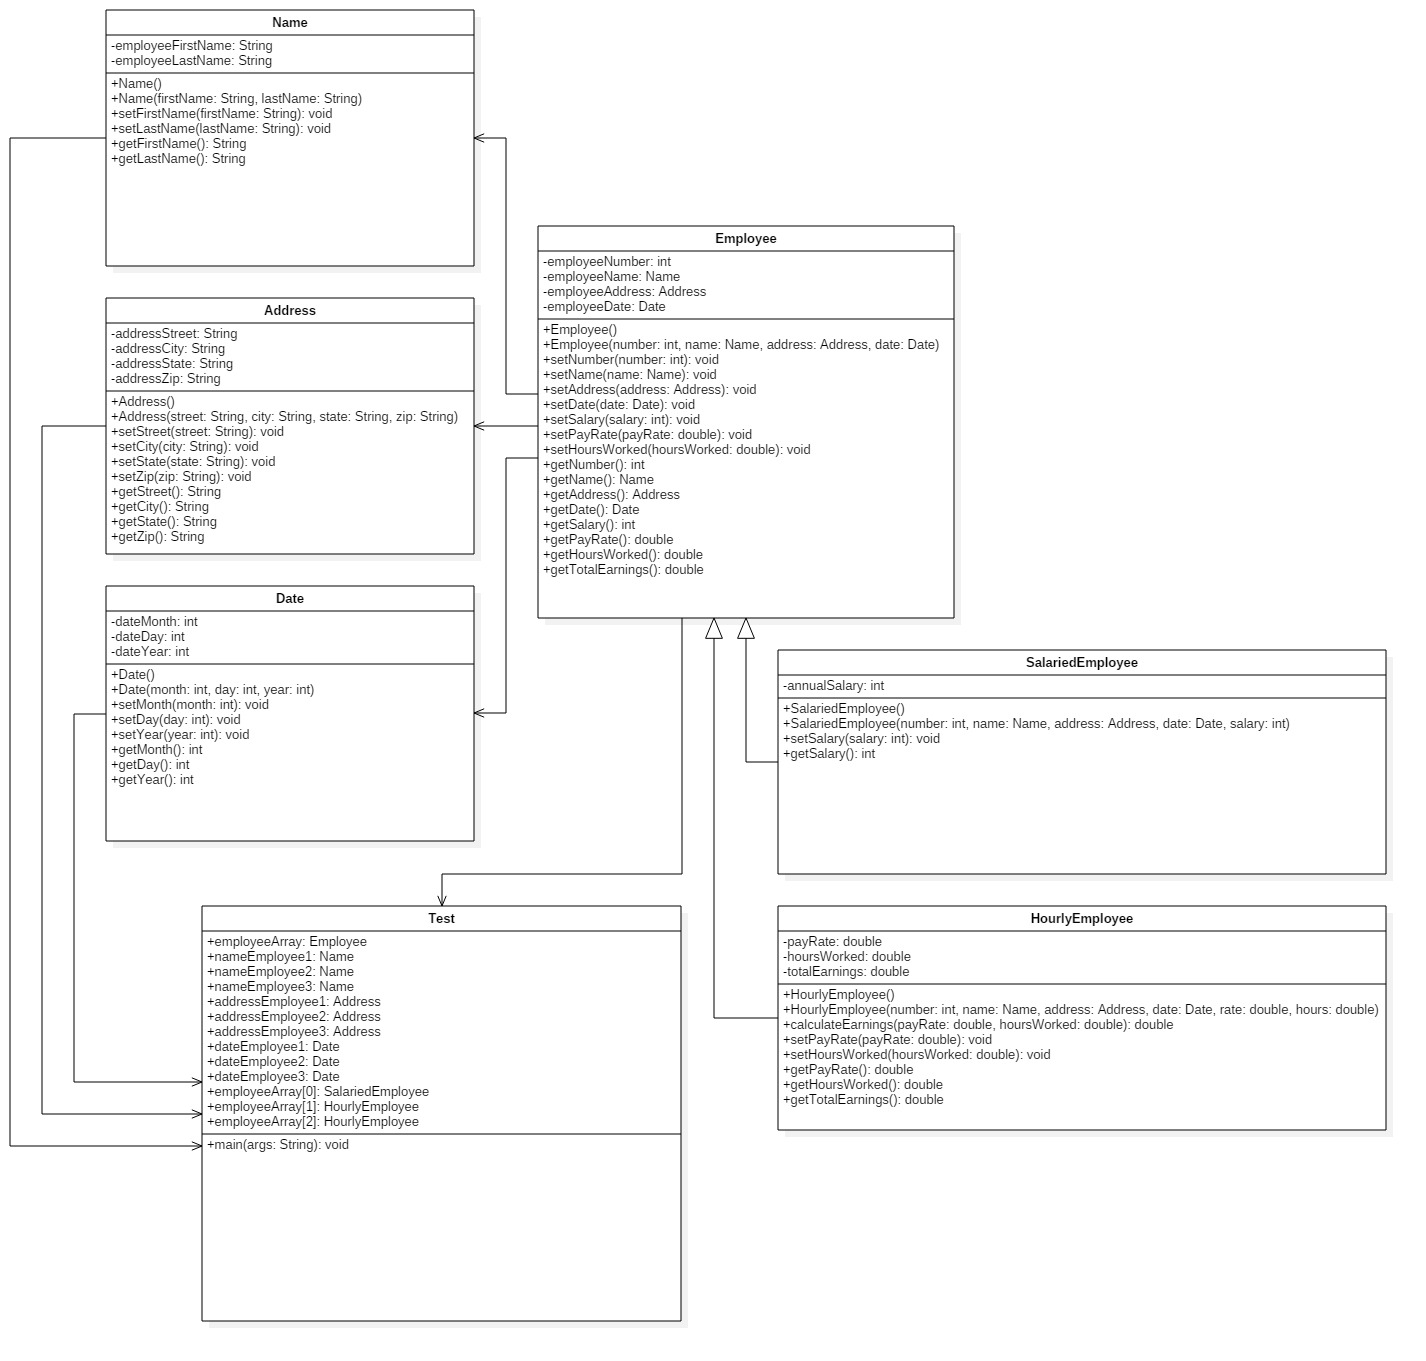 Name
-employeeFirstName: String
-employeeLastName: String
+Name()
+Name(firstName: String, lastName: String)
+setFirstName(firstName: String): void
+setLastName(lastName: String): void
+getFirstName(): String
+getLastName(): String
Employee
-employeeNumber: int
-employeeName: Name
-employeeAddress: Address
-employeeDate: Date
+Employee()
+Employee(number: int, name: Name, address: Address, date: Date)
+setNumber(number: int): void
+setName(name: Name): void
+setAddress(address: Address): void
+setDate(date: Date): void
+setSalary(salary: int): void
+setPayRate(payRate: double): void
+setHoursWorked(hoursWorked: double): void
+getNumber(): int
+getName(): Name
+getAddress(): Address
+getDate(): Date
+getSalary(): int
+getPayRate(): double
+getHoursWorked(): double
+getTotalEarnings(): double
Address
-addressStreet: String
-addressCity: String
-addressState: String
-addressZip: String
+Address()
+Address(street: String, city: String, state: String, zip: String)
+setStreet(street: String): void
+setCity(city: String): void
+setState(state: String): void
+setZip(zip: String): void
+getStreet(): String
+getCity(): String
+getState(): String
+getZip(): String
Date
-dateMonth: int
-dateDay: int
-dateYear: int
+Date()
+Date(month: int, day: int, year: int)
+setMonth(month: int): void
+setDay(day: int): void
+setYear(year: int): void
+getMonth(): int
+getDay(): int
+getYear(): int
SalariedEmployee
-annualSalary: int
+SalariedEmployee()
+SalariedEmployee(number: int, name: Name, address: Address, date: Date, salary: int)
+setSalary(salary: int): void
+getSalary(): int
Test
+employeeArray: Employee
+nameEmployee1: Name
+nameEmployee2: Name
+nameEmployee3: Name
+addressEmployee1: Address
+addressEmployee2: Address
+addressEmployee3: Address
+dateEmployee1: Date
+dateEmployee2: Date
+dateEmployee3: Date
+employeeArray[0]: SalariedEmployee
+employeeArray[1]: HourlyEmployee
+employeeArray[2]: HourlyEmployee
+main(args: String): void
HourlyEmployee
-payRate: double
-hoursWorked: double
-totalEarnings: double
+HourlyEmployee()
+HourlyEmployee(number: int, name: Name, address: Address, date: Date, rate: double, hours: double)
+calculateEarnings(payRate: double, hoursWorked: double): double
+setPayRate(payRate: double): void
+setHoursWorked(hoursWorked: double): void
+getPayRate(): double
+getHoursWorked(): double
+getTotalEarnings(): double